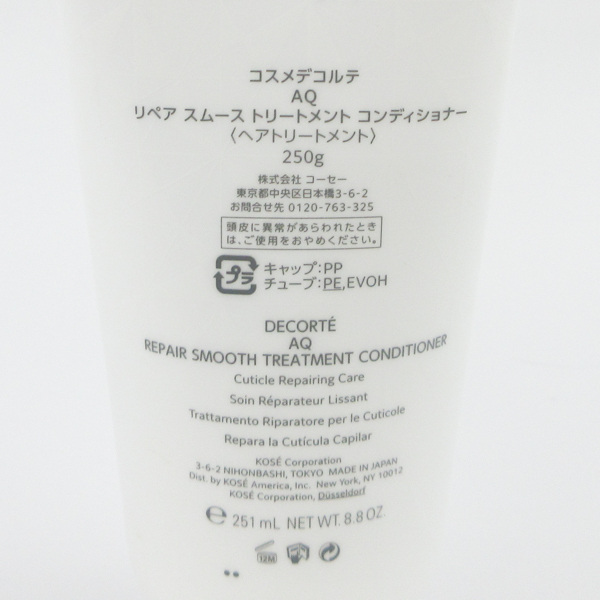 コスメデコルテ
AQ
リペア スムース トリートメント コンディショナー
〈ヘアトリートメント〉
250g
株式会社 コーセー
東京都中央区日本橋3-6-2
お問合せ先 0120-763-325
頭皮に異常があらわれたとき
は、ご使用をおやめください。
プラ
キャップ:PP
チューブ:PE,EVOH
DECORTÉ
AQ
REPAIR SMOOTH TREATMENT CONDITIONER
Cuticle Repairing Care
Soin Réparateur Lissant
Trattamento Riparatore per le Cuticole
Repara la Cutícula Capilar
KOSÉ Corporation
3-6-2 NIHONBASHI, TOKYO MADE IN JAPAN
Dist. by KOSÉ America, Inc. New York, NY 10012
KOSÉ Corporation, Düsseldorf
℮ 251 mL NET WT. 8.8 OZ.
12M